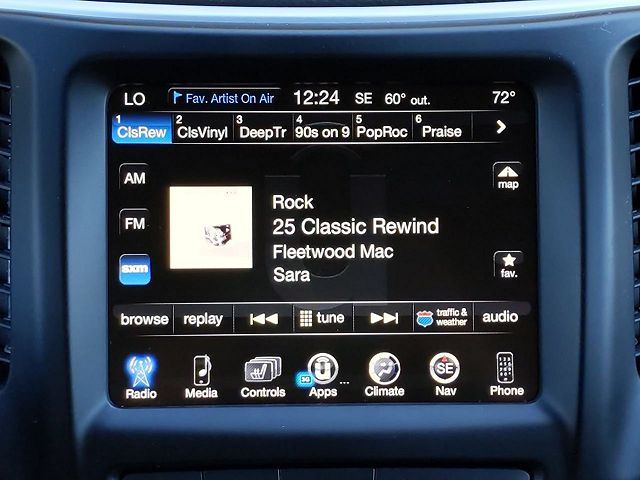 LO Fav. Artist On Air 12:24 SE 60° out. 72°
1 ClsRew 2 ClsVinyl 3 DeepTr 4 90s on 9 5 PopRoc 6 Praise
AM
map
FM
Rock
25 Classic Rewind
Fleetwood Mac
sxm
fav.
Sara
browse replay tune traffic & weather audio
3G SE
Radio Media Controls Apps ... Climate Nav Phone